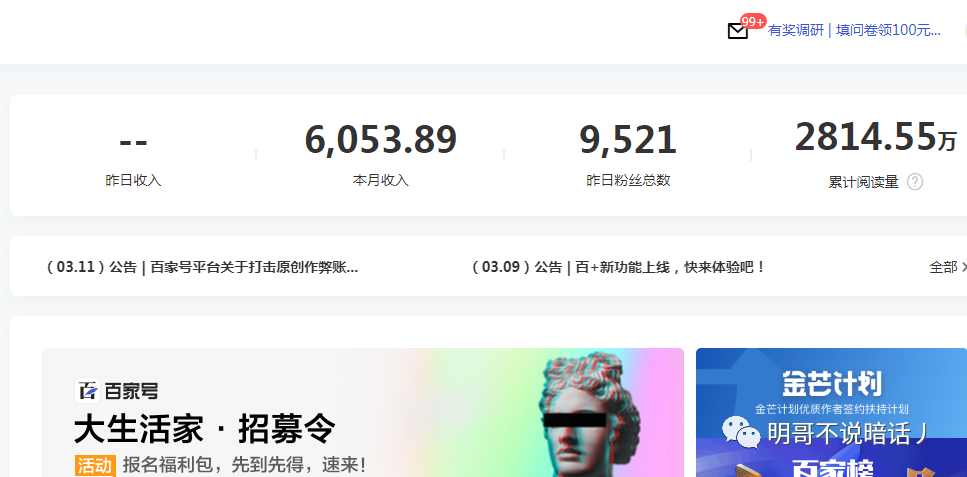 99+
有奖调研 | 填问卷领100元...
-- 6,053.89 9,521 2814.55万
昨日收入 本月收入 昨日粉丝总数 累计阅读量 ?
（03.11）公告 | 百家号平台关于打击原创作弊账... （03.09）公告 | 百+新功能上线，快来体验吧！ 全部
百 百家号
大生活家 · 招募令
活动 报名福利包，先到先得，速来！
金芒计划
金芒计划优质作者签约扶持计划
明哥不说暗话丿
百家榜